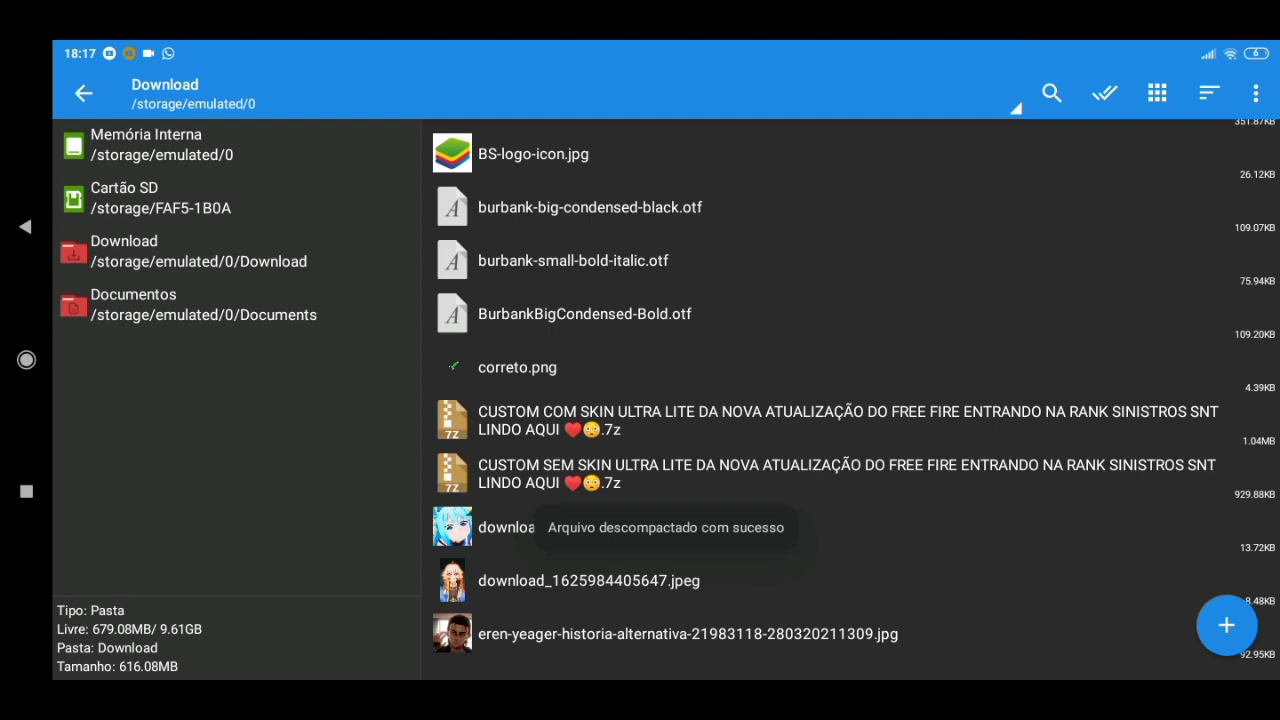 18:17
6
Download
/storage/emulated/0
Memória Interna
/storage/emulated/0
Cartão SD
/storage/FAF5-1B0A
Download
/storage/emulated/0/Download
Documentos
/storage/emulated/0/Documents
Tipo: Pasta
Livre: 679.08MB/ 9.61GB
Pasta: Download
Tamanho: 616.08MB
351.87KB
BS-logo-icon.jpg
26.12KB
burbank-big-condensed-black.otf
109.07KB
burbank-small-bold-italic.otf
75.94KB
BurbankBigCondensed-Bold.otf
109.20KB
correto.png
4.39KB
CUSTOM COM SKIN ULTRA LITE DA NOVA ATUALIZAÇÃO DO FREE FIRE ENTRANDO NA RANK SINISTROS SNT
LINDO AQUI ♥️😳.7z
1.04MB
CUSTOM SEM SKIN ULTRA LITE DA NOVA ATUALIZAÇÃO DO FREE FIRE ENTRANDO NA RANK SINISTROS SNT
LINDO AQUI ♥️😳.7z
929.88KB
downloa
Arquivo descompactado com sucesso
13.72KB
download_1625984405647.jpeg
8.48KB
eren-yeager-historia-alternativa-21983118-280320211309.jpg
92.95KB